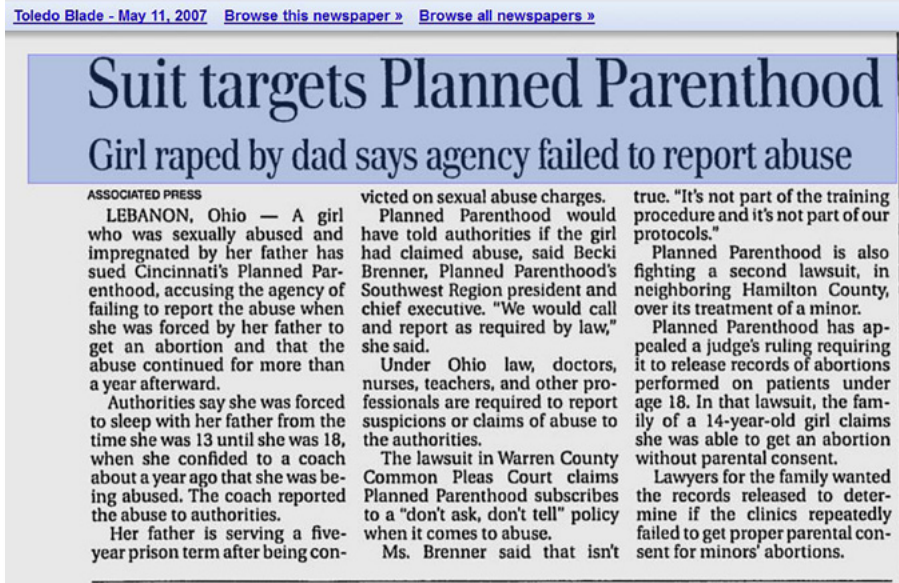 Toledo Blade - May 11, 2007 Browse this newspaper » Browse all newspapers »
Suit targets Planned Parenthood
Girl raped by dad says agency failed to report abuse
ASSOCIATED PRESS
LEBANON, Ohio — A girl
who was sexually abused and
impregnated by her father has
sued Cincinnati's Planned Par-
enthood, accusing the agency of
failing to report the abuse when
she was forced by her father to
get an abortion and that the
abuse continued for more than
a year afterward.
Authorities say she was forced
to sleep with her father from the
time she was 13 until she was 18,
when she confided to a coach
about a year ago that she was be-
ing abused. The coach reported
the abuse to authorities.
Her father is serving a five-
year prison term after being con-
victed on sexual abuse charges.
Planned Parenthood would
have told authorities if the girl
had claimed abuse, said Becki
Brenner, Planned Parenthood's
Southwest Region president and
chief executive. "We would call
and report as required by law,"
she said.
Under Ohio law, doctors,
nurses, teachers, and other pro-
fessionals are required to report
suspicions or claims of abuse to
the authorities.
The lawsuit in Warren County
Common Pleas Court claims
Planned Parenthood subscribes
to a "don't ask, don't tell" policy
when it comes to abuse.
Ms. Brenner said that isn't
true. "It's not part of the training
procedure and it's not part of our
protocols."
Planned Parenthood is also
fighting a second lawsuit, in
neighboring Hamilton County,
over its treatment of a minor.
Planned Parenthood has ap-
pealed a judge's ruling requiring
it to release records of abortions
performed on patients under
age 18. In that lawsuit, the fam-
ily of a 14-year-old girl claims
she was able to get an abortion
without parental consent.
Lawyers for the family wanted
the records released to deter-
mine if the clinics repeatedly
failed to get proper parental con-
sent for minors' abortions.